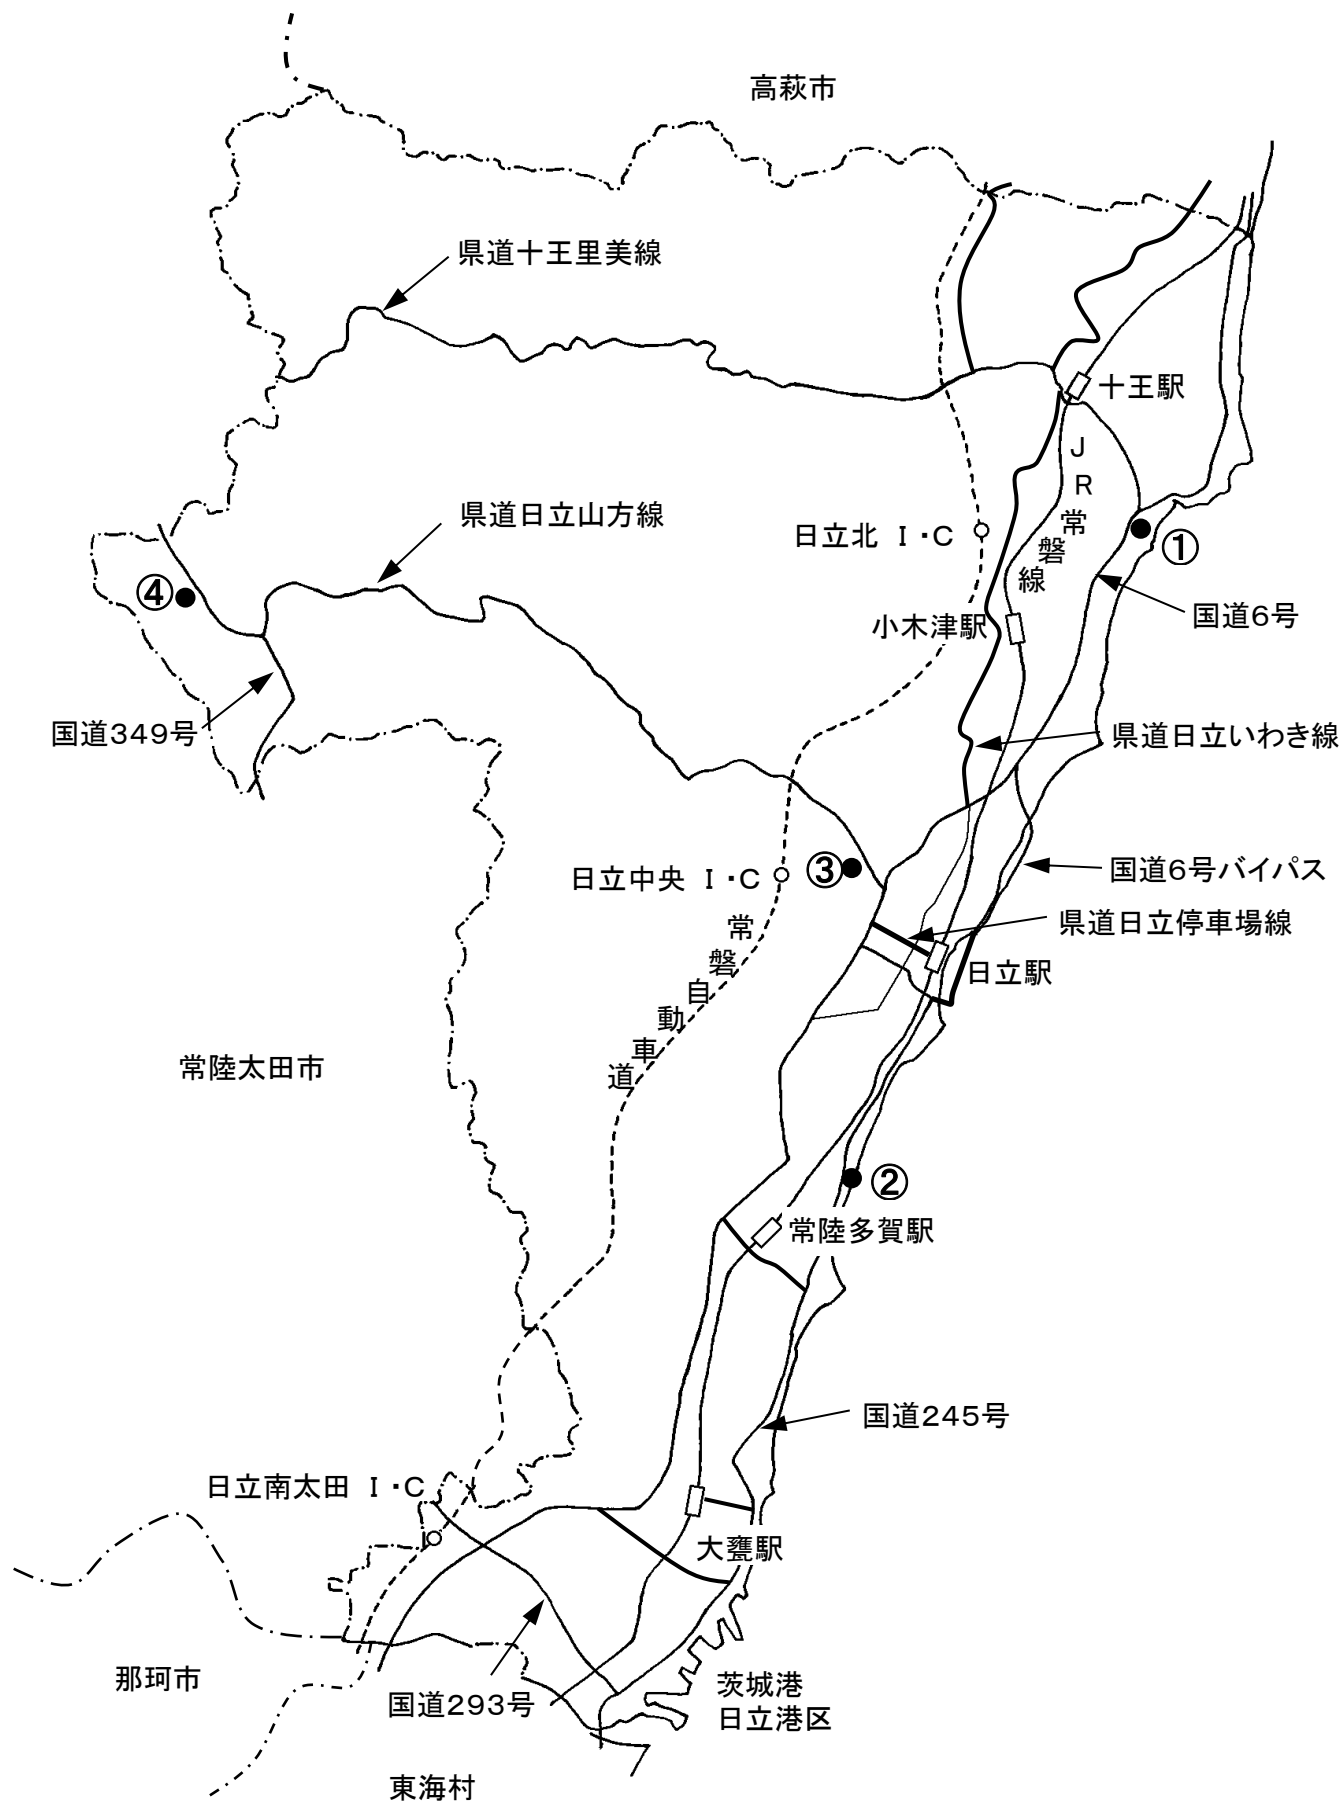 高萩市
県道十王里美線
十王駅
JR常磐線
県道日立山方線
日立北 I・C
①
④
国道6号
小木津駅
国道349号
県道日立いわき線
国道6号バイパス
日立中央 I・C
③
県道日立停車場線
日立駅
常磐自動車道
常陸太田市
②
常陸多賀駅
国道245号
日立南太田 I・C
大甕駅
那珂市
国道293号
茨城港
日立港区
東海村